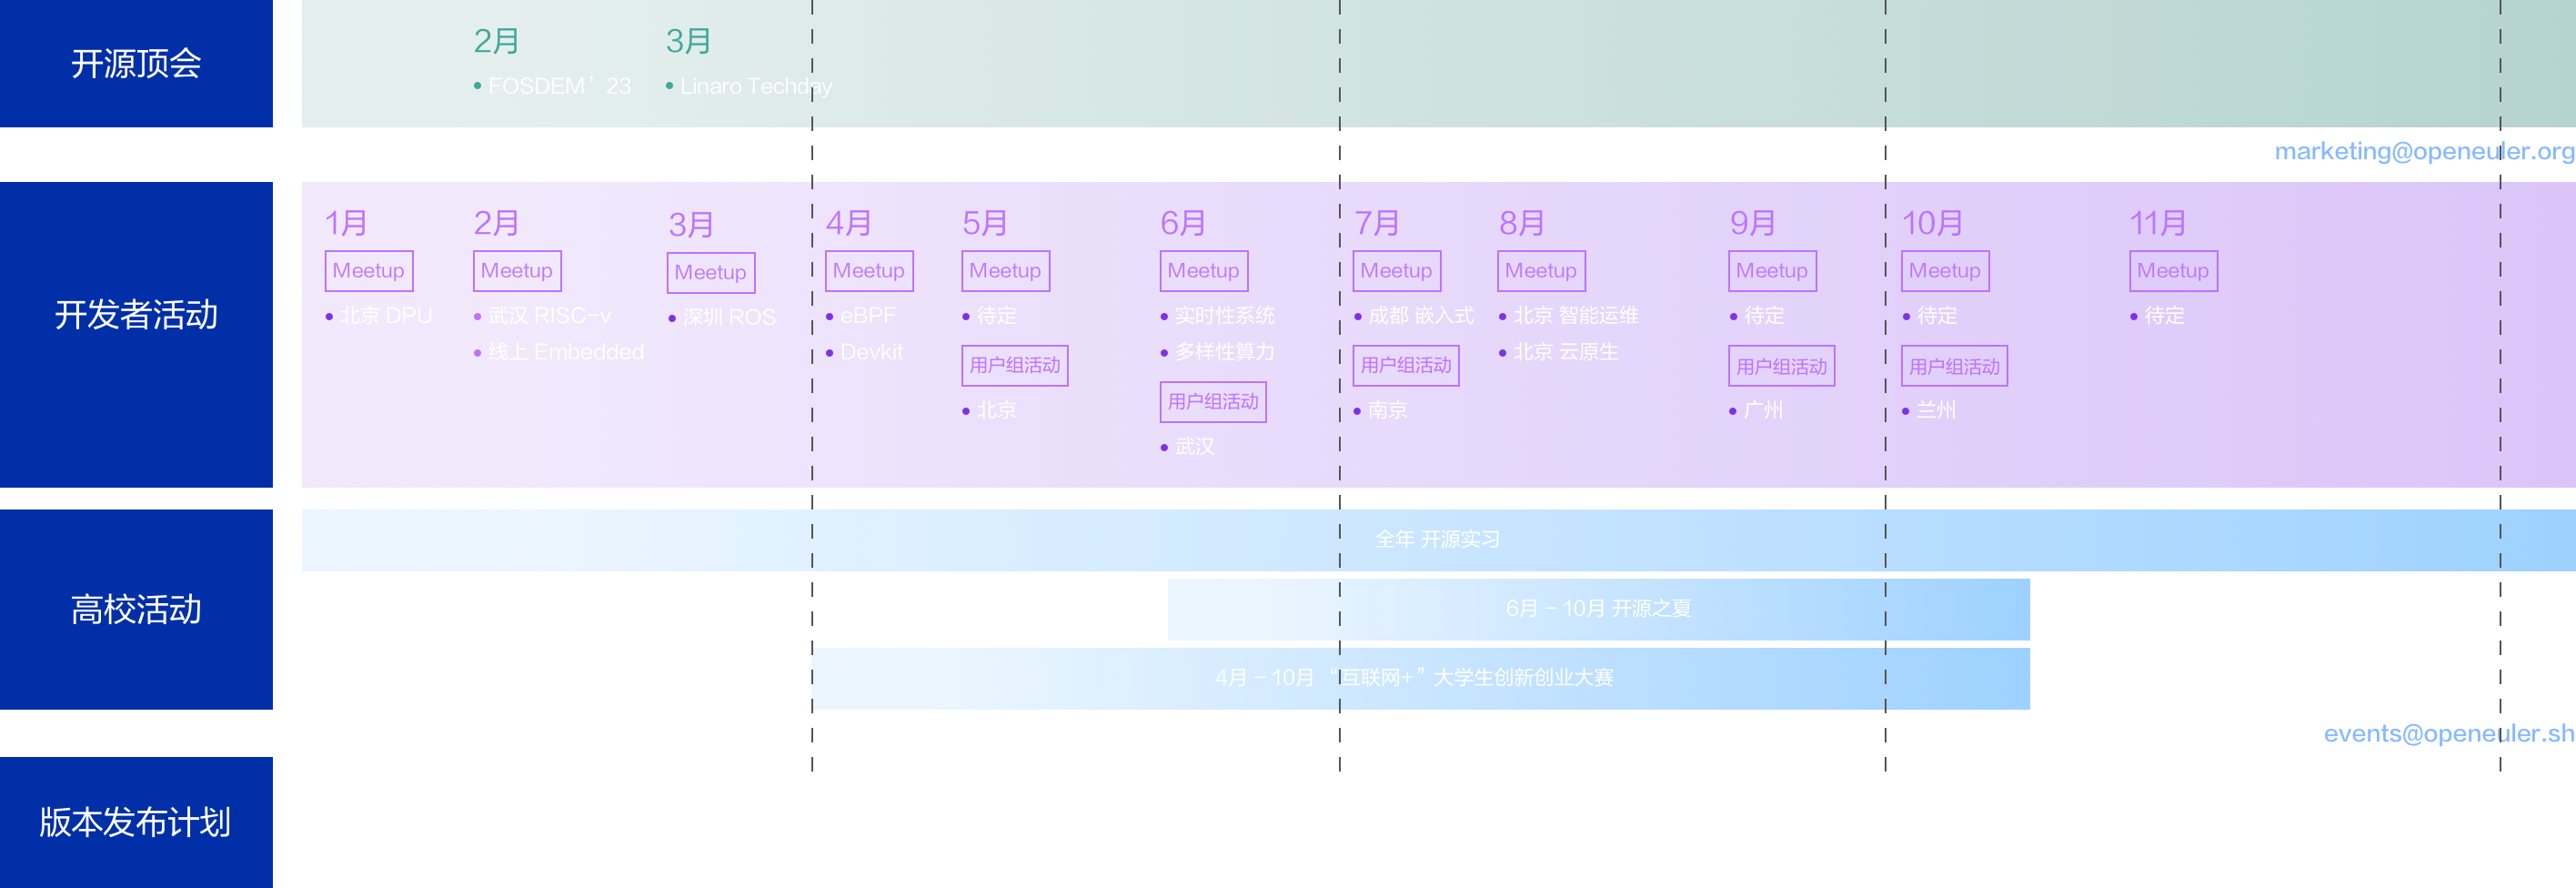 开源顶会
2月
3月
FOSDEM’23
Linaro Techday
marketing@openeuler.org
开发者活动
1月
Meetup
北京 DPU
2月
Meetup
武汉 RISC-v
线上 Embedded
3月
Meetup
深圳 ROS
4月
Meetup
eBPF
Devkit
5月
Meetup
待定
用户组活动
北京
6月
Meetup
实时性系统
多样性算力
用户组活动
武汉
7月
Meetup
成都 嵌入式
用户组活动
南京
8月
Meetup
北京 智能运维
北京 云原生
9月
Meetup
待定
用户组活动
广州
10月
Meetup
待定
用户组活动
兰州
11月
Meetup
待定
高校活动
全年 开源实习
6月 – 10月 开源之夏
4月 – 10月 “互联网+”大学生创新创业大赛
events@openeuler.sh
版本发布计划